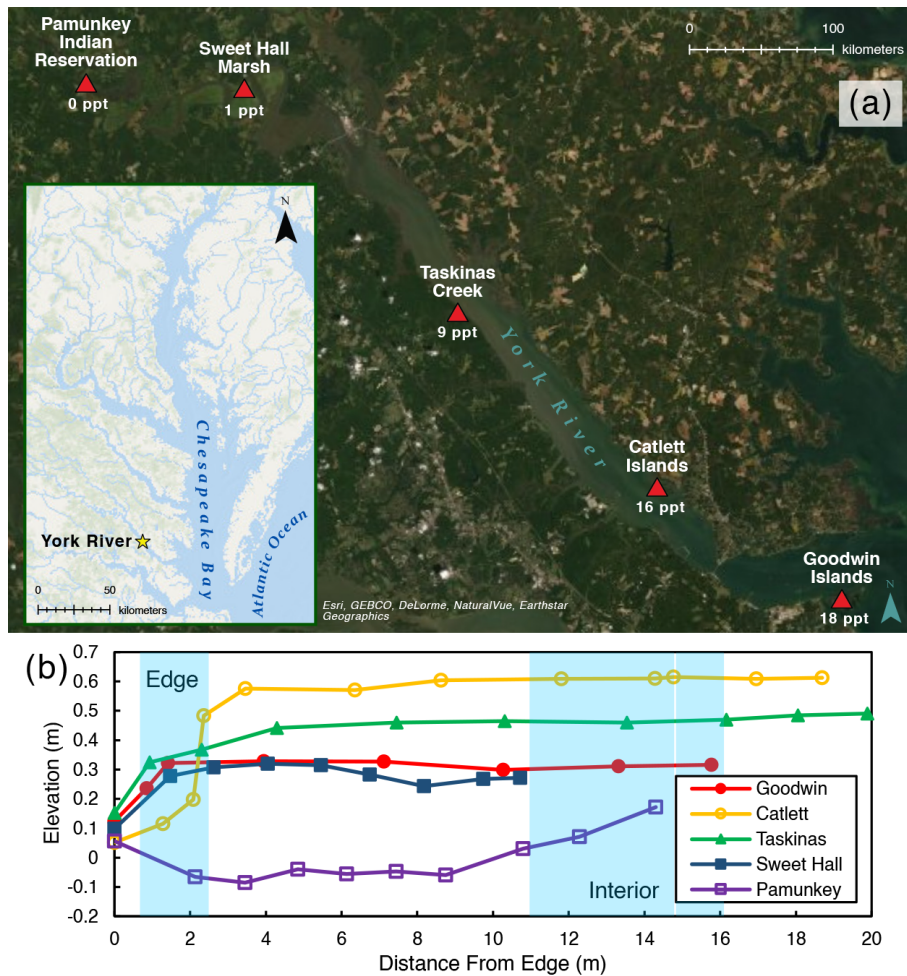 Pamunkey
Indian
Reservation
0 ppt
Sweet Hall
Marsh
1 ppt
0 100
kilometers
(a)
N
Taskinas
Creek
9 ppt
York River
Catlett
Islands
16 ppt
Goodwin
Islands
18 ppt
N
Chesapeake Bay
Atlantic Ocean
York River
0 50
kilometers
Esri, GEBCO, DeLorme, NaturalVue, Earthstar
Geographics
(b)
Elevation (m)
0.7
0.6
0.5
0.4
0.3
0.2
0.1
0
-0.1
-0.2
Edge
Interior
Goodwin
Catlett
Taskinas
Sweet Hall
Pamunkey
0 2 4 6 8 10 12 14 16 18 20
Distance From Edge (m)